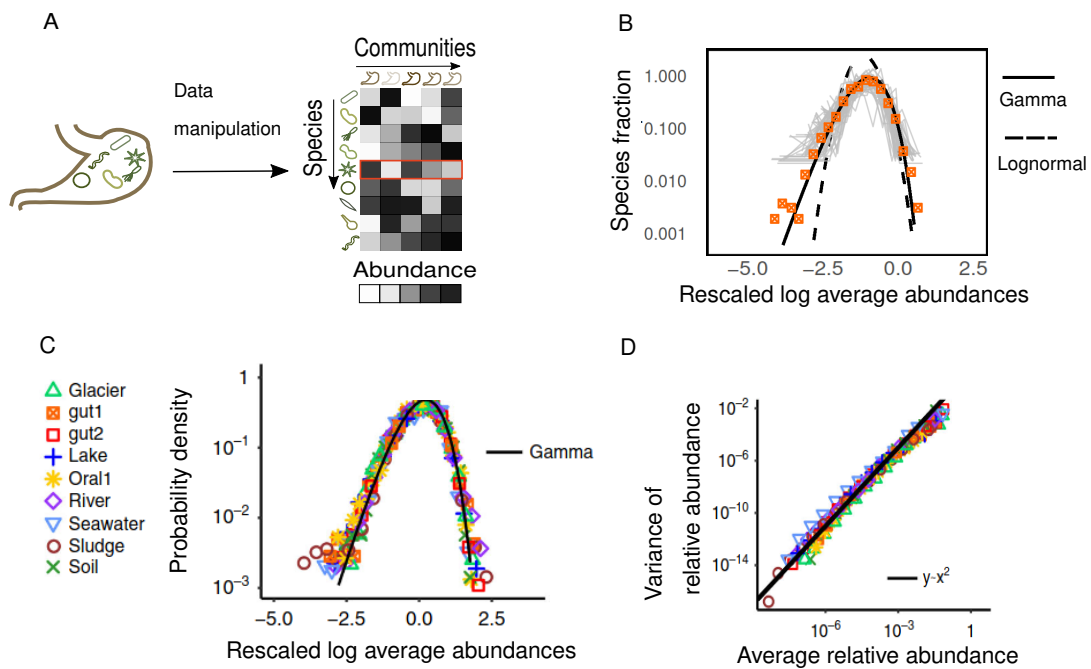 A
Communities
Data
manipulation
Species
Abundance
B
Species fraction
1.000
0.100
0.010
0.001
−5.0
−2.5
0.0
2.5
Rescaled log average abundances
Gamma
Lognormal
C
Glacier
gut1
gut2
Lake
Oral1
River
Seawater
Sludge
Soil
Probability density
1
10⁻¹
10⁻²
10⁻³
−5.0
−2.5
0.0
2.5
Rescaled log average abundances
Gamma
D
Variance of
relative abundance
10⁻²
10⁻⁶
10⁻¹⁰
10⁻¹⁴
y~x²
10⁻⁶
10⁻³
1
Average relative abundance